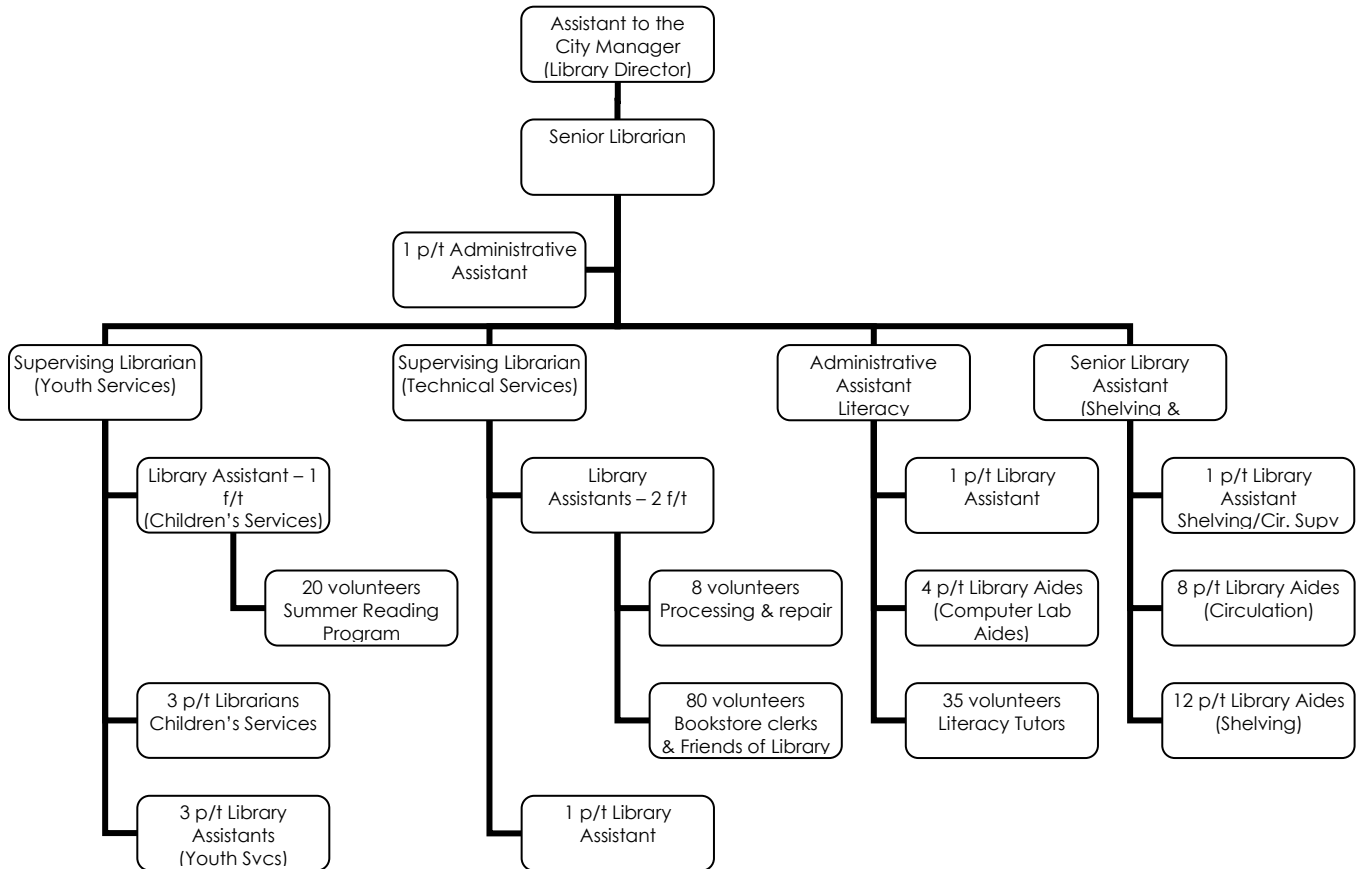 Assistant to the
City Manager
(Library Director)
Senior Librarian
1 p/t Administrative
Assistant
Supervising Librarian
(Youth Services)
Supervising Librarian
(Technical Services)
Administrative
Assistant
Literacy
Senior Library
Assistant
(Shelving &
Library Assistant – 1
f/t
(Children’s Services)
20 volunteers
Summer Reading
Program
3 p/t Librarians
Children’s Services
3 p/t Library
Assistants
(Youth Svcs)
Library
Assistants – 2 f/t
8 volunteers
Processing & repair
80 volunteers
Bookstore clerks
& Friends of Library
1 p/t Library
Assistant
1 p/t Library
Assistant
4 p/t Library Aides
(Computer Lab
Aides)
35 volunteers
Literacy Tutors
1 p/t Library
Assistant
Shelving/Cir. Supv
8 p/t Library Aides
(Circulation)
12 p/t Library Aides
(Shelving)